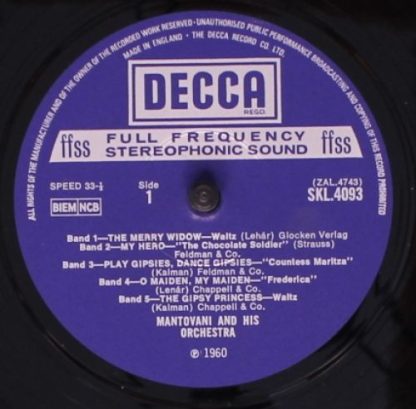 ALL RIGHTS OF THE MANUFACTURER AND OF THE OWNER OF THE RECORDED WORK RESERVED · UNAUTHORISED PUBLIC PERFORMANCE BROADCASTING AND COPYING OF THIS RECORD PROHIBITED
MADE IN ENGLAND · THE DECCA RECORD CO. LTD.
DECCA
REGD.
ffss FULL FREQUENCY ffss
STEREOPHONIC SOUND
SPEED 33-⅓
Side
1
(ZAL.4743)
SKL.4093
BIEM NCB
Band 1—THE MERRY WIDOW—Waltz (Lehár) Glocken Verlag
Band 2—MY HERO—"The Chocolate Soldier" (Strauss)
Feldman & Co.
Band 3—PLAY GIPSIES, DANCE GIPSIES—"Countess Maritza"
(Kalman) Feldman & Co.
Band 4—O MAIDEN, MY MAIDEN—"Frederica"
(Lehár) Chappell & Co.
Band 5—THE GIPSY PRINCESS—Waltz
(Kalman) Chappell & Co.
MANTOVANI AND HIS
ORCHESTRA
℗ 1960